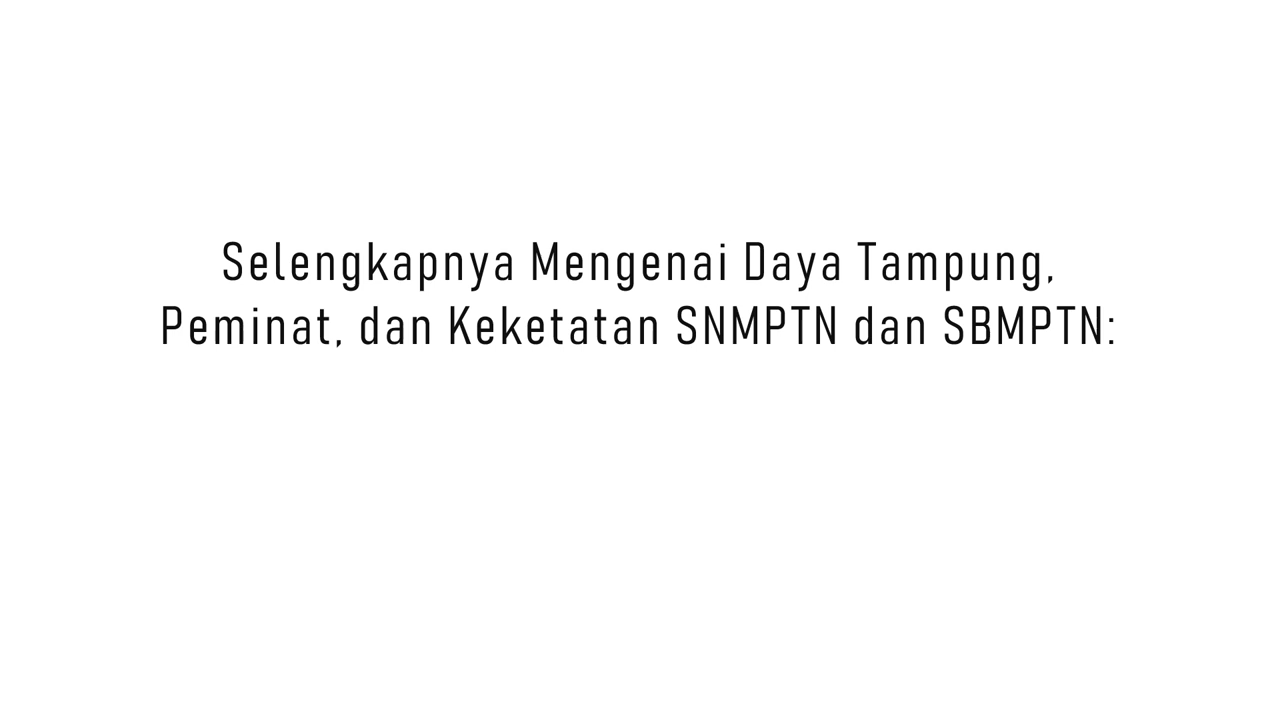 Selengkapnya Mengenai Daya Tampung,
Peminat, dan Keketatan SNMPTN dan SBMPTN: